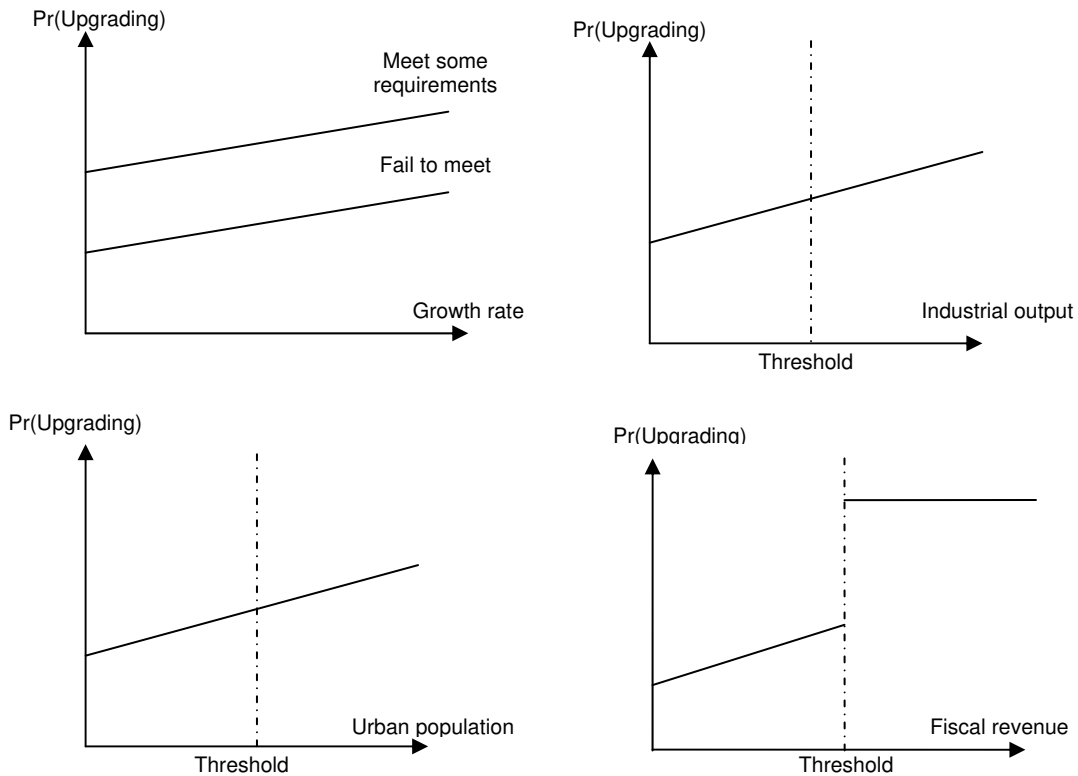 Pr(Upgrading)
Meet some
requirements
Fail to meet
Growth rate
Pr(Upgrading)
Industrial output
Threshold
Pr(Upgrading)
Urban population
Threshold
Pr(Upgrading)
Fiscal revenue
Threshold